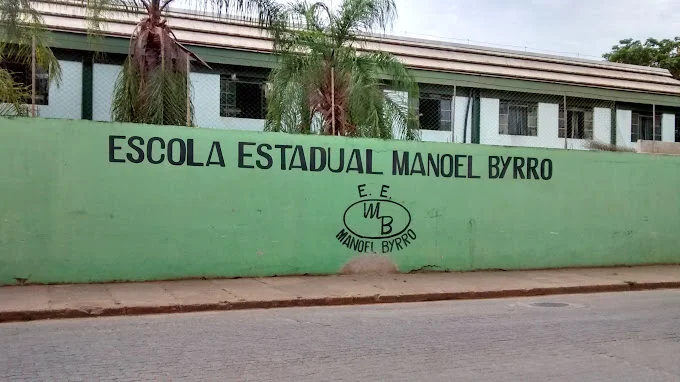 ESCOLA ESTADUAL MANOEL BYRRO
E. E.
MB
MANOEL BYRRO